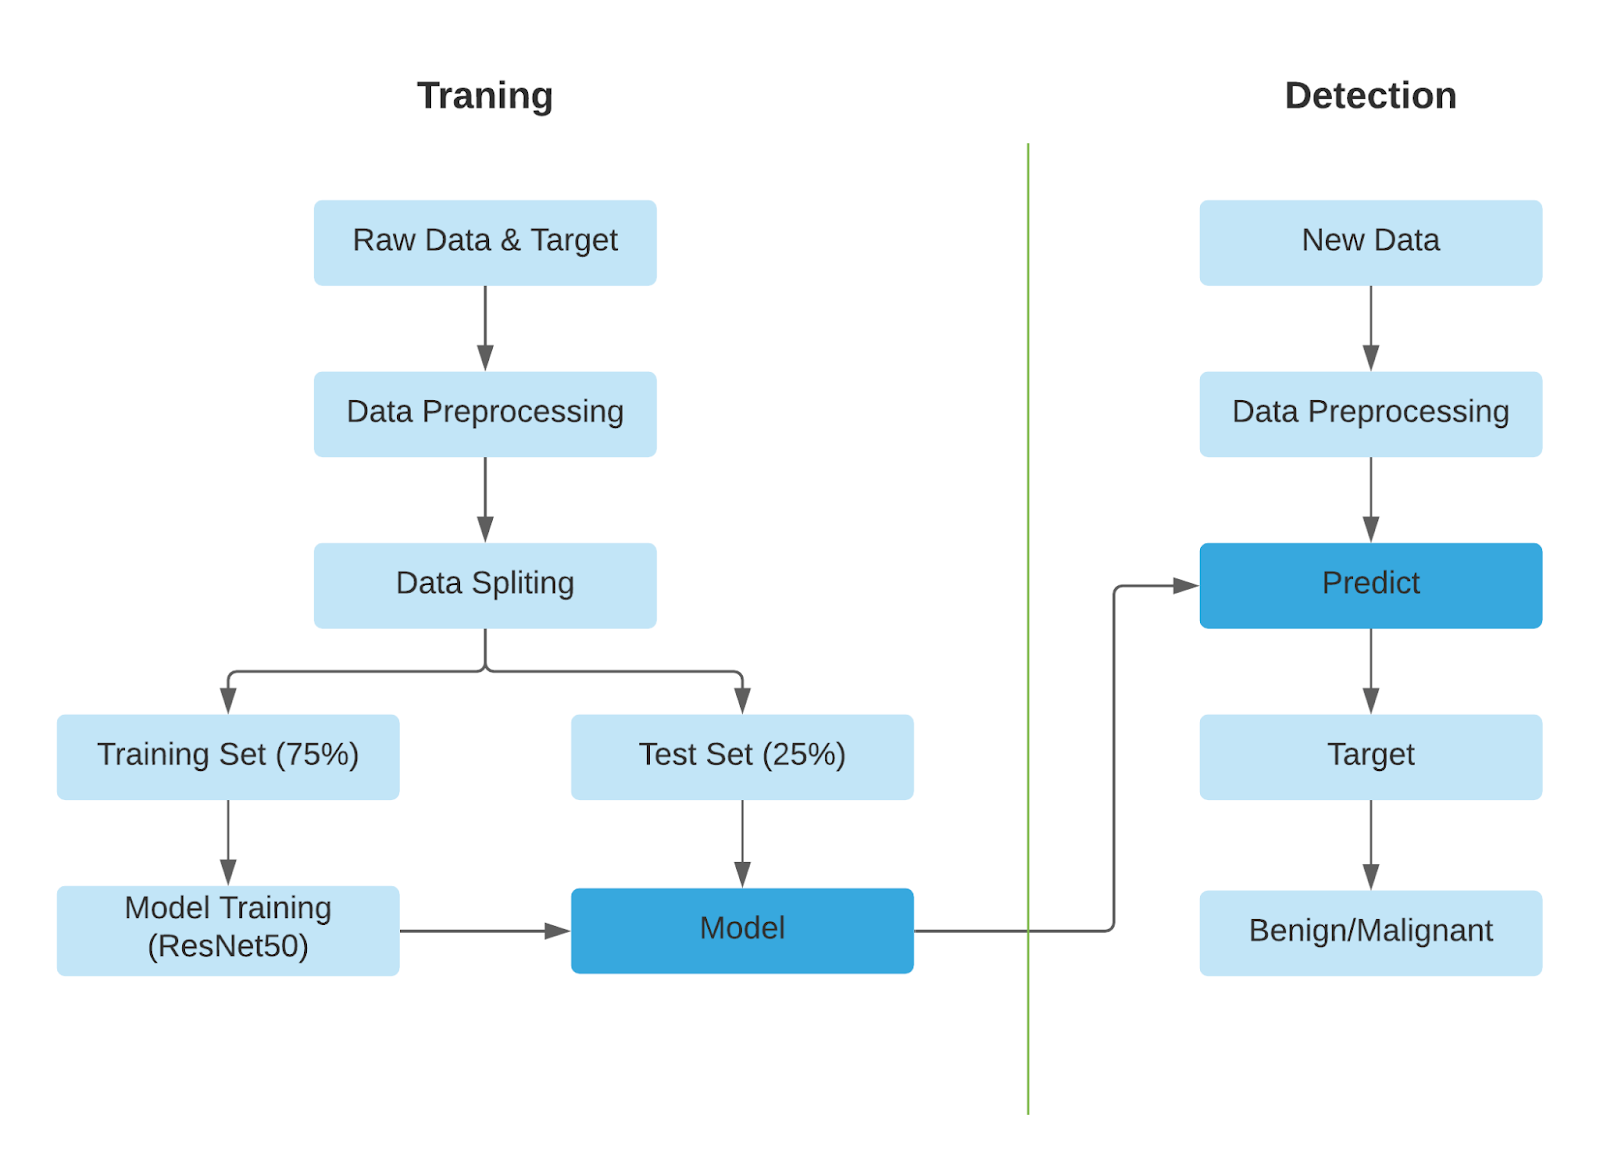 Traning
Raw Data & Target
Data Preprocessing
Data Spliting
Training Set (75%)
Test Set (25%)
Model Training
(ResNet50)
Model
Detection
New Data
Data Preprocessing
Predict
Target
Benign/Malignant